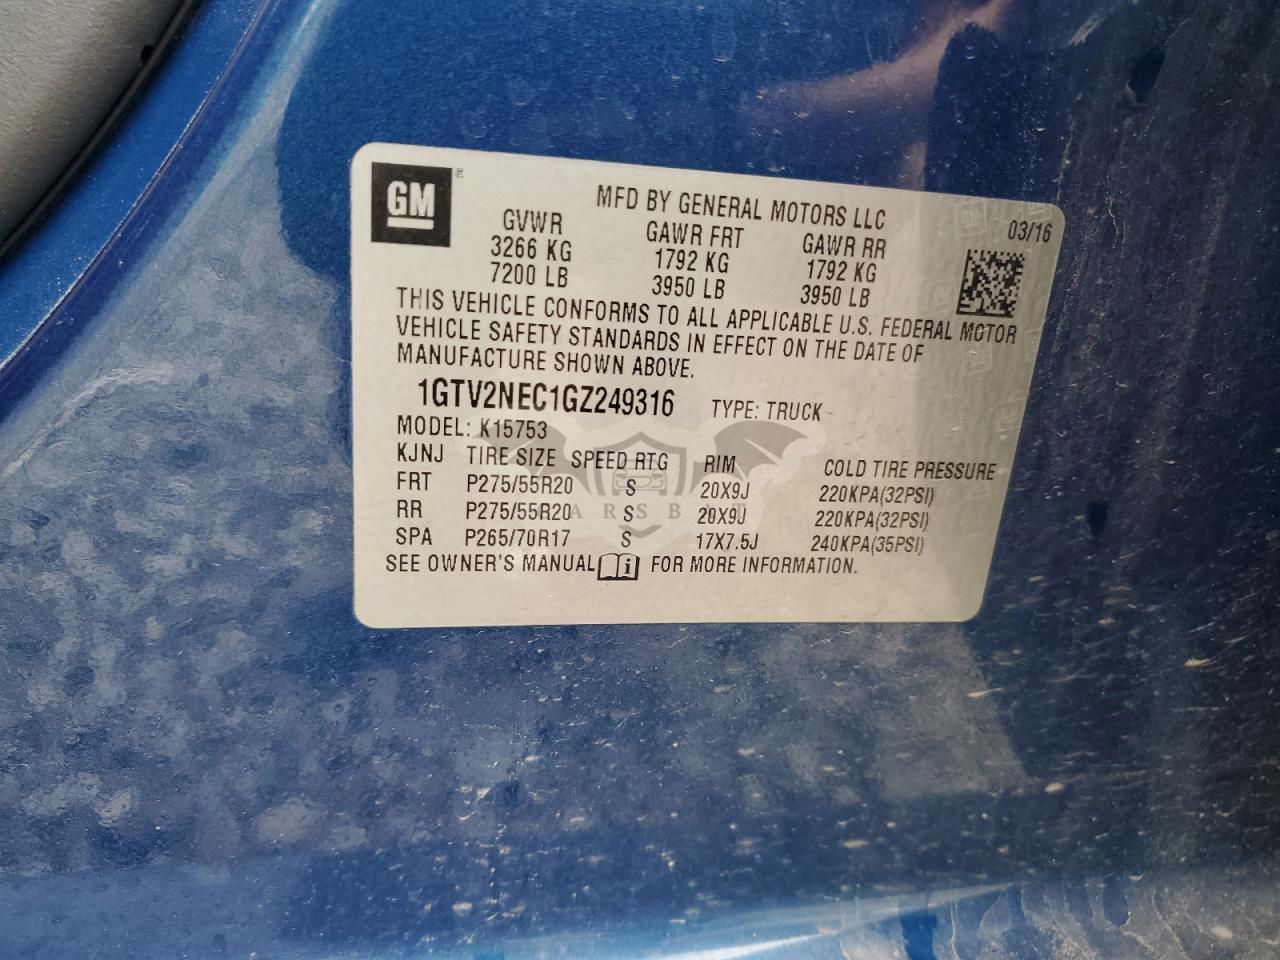 GM ®
MFD BY GENERAL MOTORS LLC
03/16
GVWR GAWR FRT GAWR RR
3266 KG 1792 KG 1792 KG
7200 LB 3950 LB 3950 LB
THIS VEHICLE CONFORMS TO ALL APPLICABLE U.S. FEDERAL MOTOR
VEHICLE SAFETY STANDARDS IN EFFECT ON THE DATE OF
MANUFACTURE SHOWN ABOVE.
1GTV2NEC1GZ249316 TYPE: TRUCK
MODEL: K15753
KJNJ TIRE SIZE SPEED RTG RIM COLD TIRE PRESSURE
FRT P275/55R20 S 20X9J 220KPA(32PSI)
RR P275/55R20 S 20X9J 220KPA(32PSI)
SPA P265/70R17 S 17X7.5J 240KPA(35PSI)
SEE OWNER'S MANUAL i FOR MORE INFORMATION.